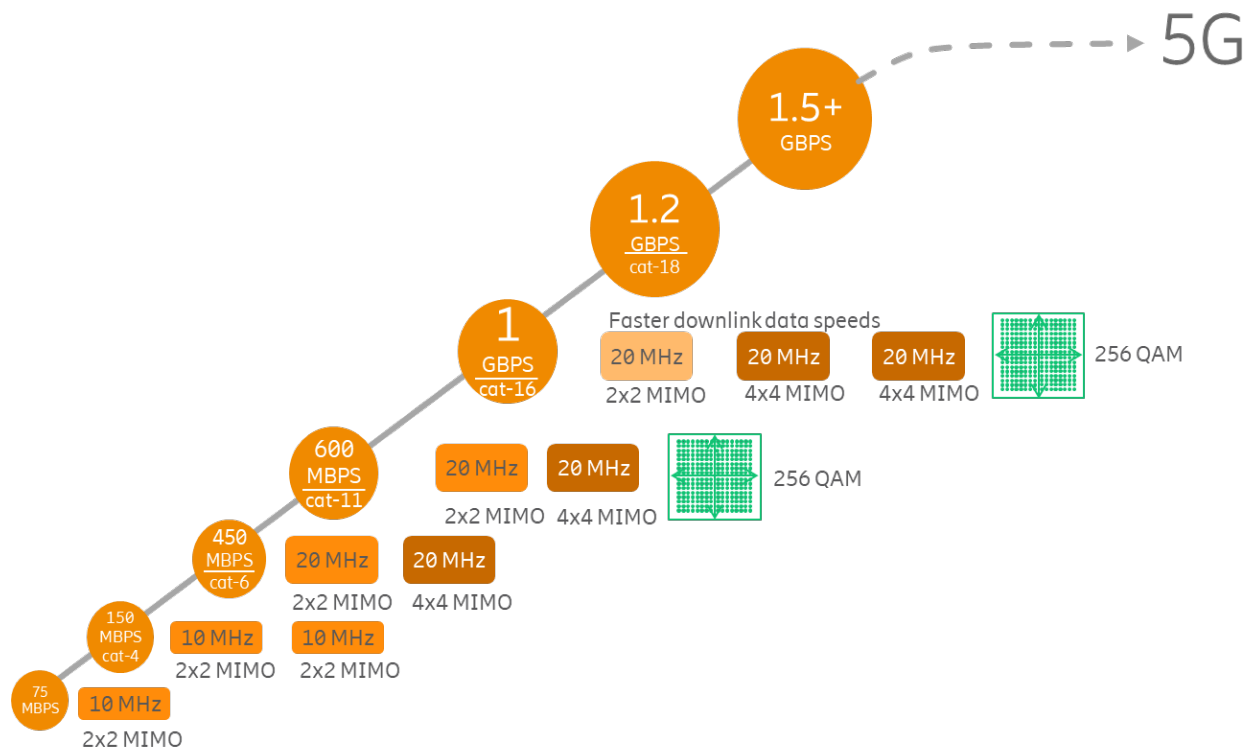 5G
1.5+
GBPS
1.2
GBPS
cat-18
1
GBPS
cat-16
Faster downlink data speeds
20 MHz 20 MHz 20 MHz
2x2 MIMO 4x4 MIMO 4x4 MIMO
256 QAM
600
MBPS
cat-11
20 MHz 20 MHz
2x2 MIMO 4x4 MIMO
256 QAM
450
MBPS
cat-6
20 MHz 20 MHz
2x2 MIMO 4x4 MIMO
150
MBPS
cat-4
10 MHz 10 MHz
2x2 MIMO 2x2 MIMO
75
MBPS
10 MHz
2x2 MIMO